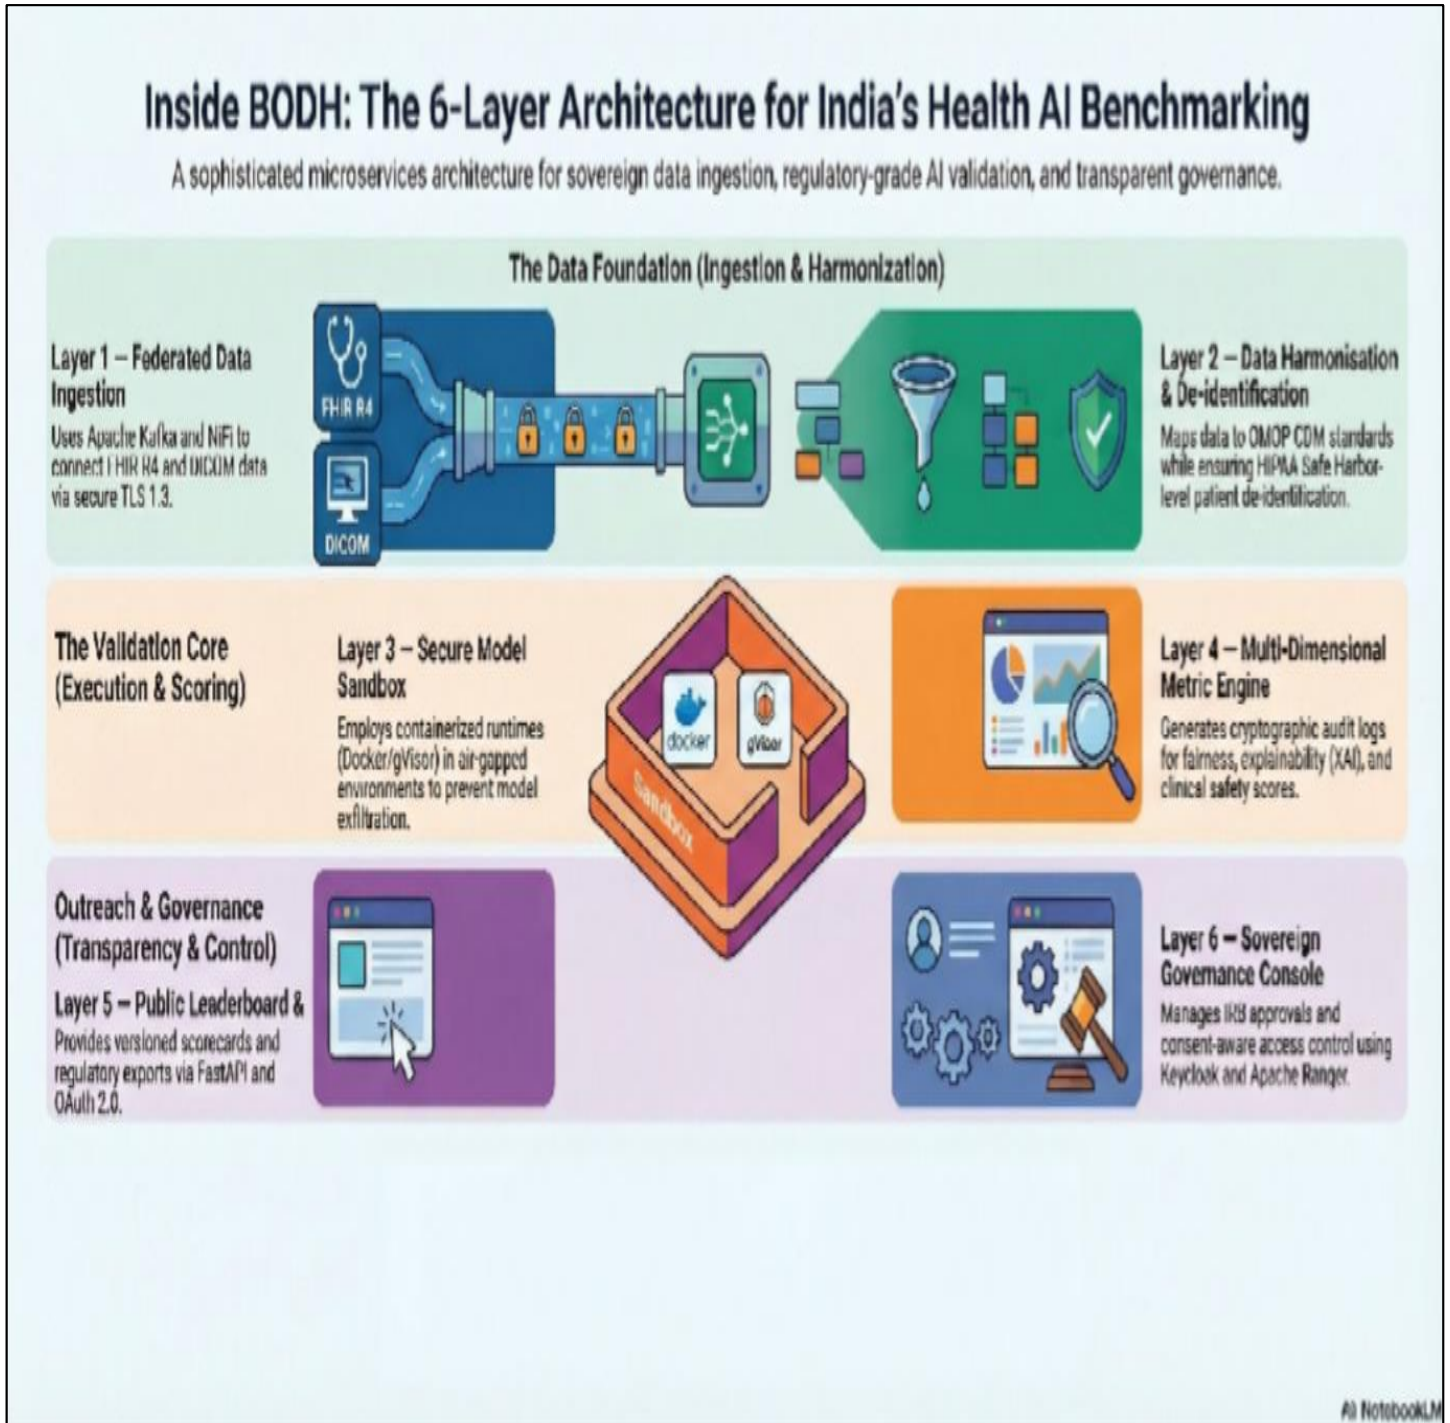 Inside BODH: The 6-Layer Architecture for India's Health AI Benchmarking
A sophisticated microservices architecture for sovereign data ingestion, regulatory-grade AI validation, and transparent governance.
The Data Foundation (Ingestion & Harmonization)
Layer 1 – Federated Data
Ingestion
Uses Apache Kafka and NiFi to
connect FHIR R4 and DICOM data
via secure TLS 1.3.
FHIR R4
DICOM
Layer 2 – Data Harmonisation
& De-identification
Maps data to OMOP CDM standards
while ensuring HIPAA Safe Harbor-
level patient de-identification.
The Validation Core
(Execution & Scoring)
Layer 3 – Secure Model
Sandbox
Employs containerized runtimes
(Docker/gVisor) in air-gapped
environments to prevent model
exfiltration.
docker
gVisor
Sandbox
Layer 4 – Multi-Dimensional
Metric Engine
Generates cryptographic audit logs
for fairness, explainability (XAI), and
clinical safety scores.
Outreach & Governance
(Transparency & Control)
Layer 5 – Public Leaderboard &
Provides versioned scorecards and
regulatory exports via FastAPI and
OAuth 2.0.
Layer 6 – Sovereign
Governance Console
Manages IRB approvals and
consent-aware access control using
Keycloak and Apache Ranger.
NotebookLM